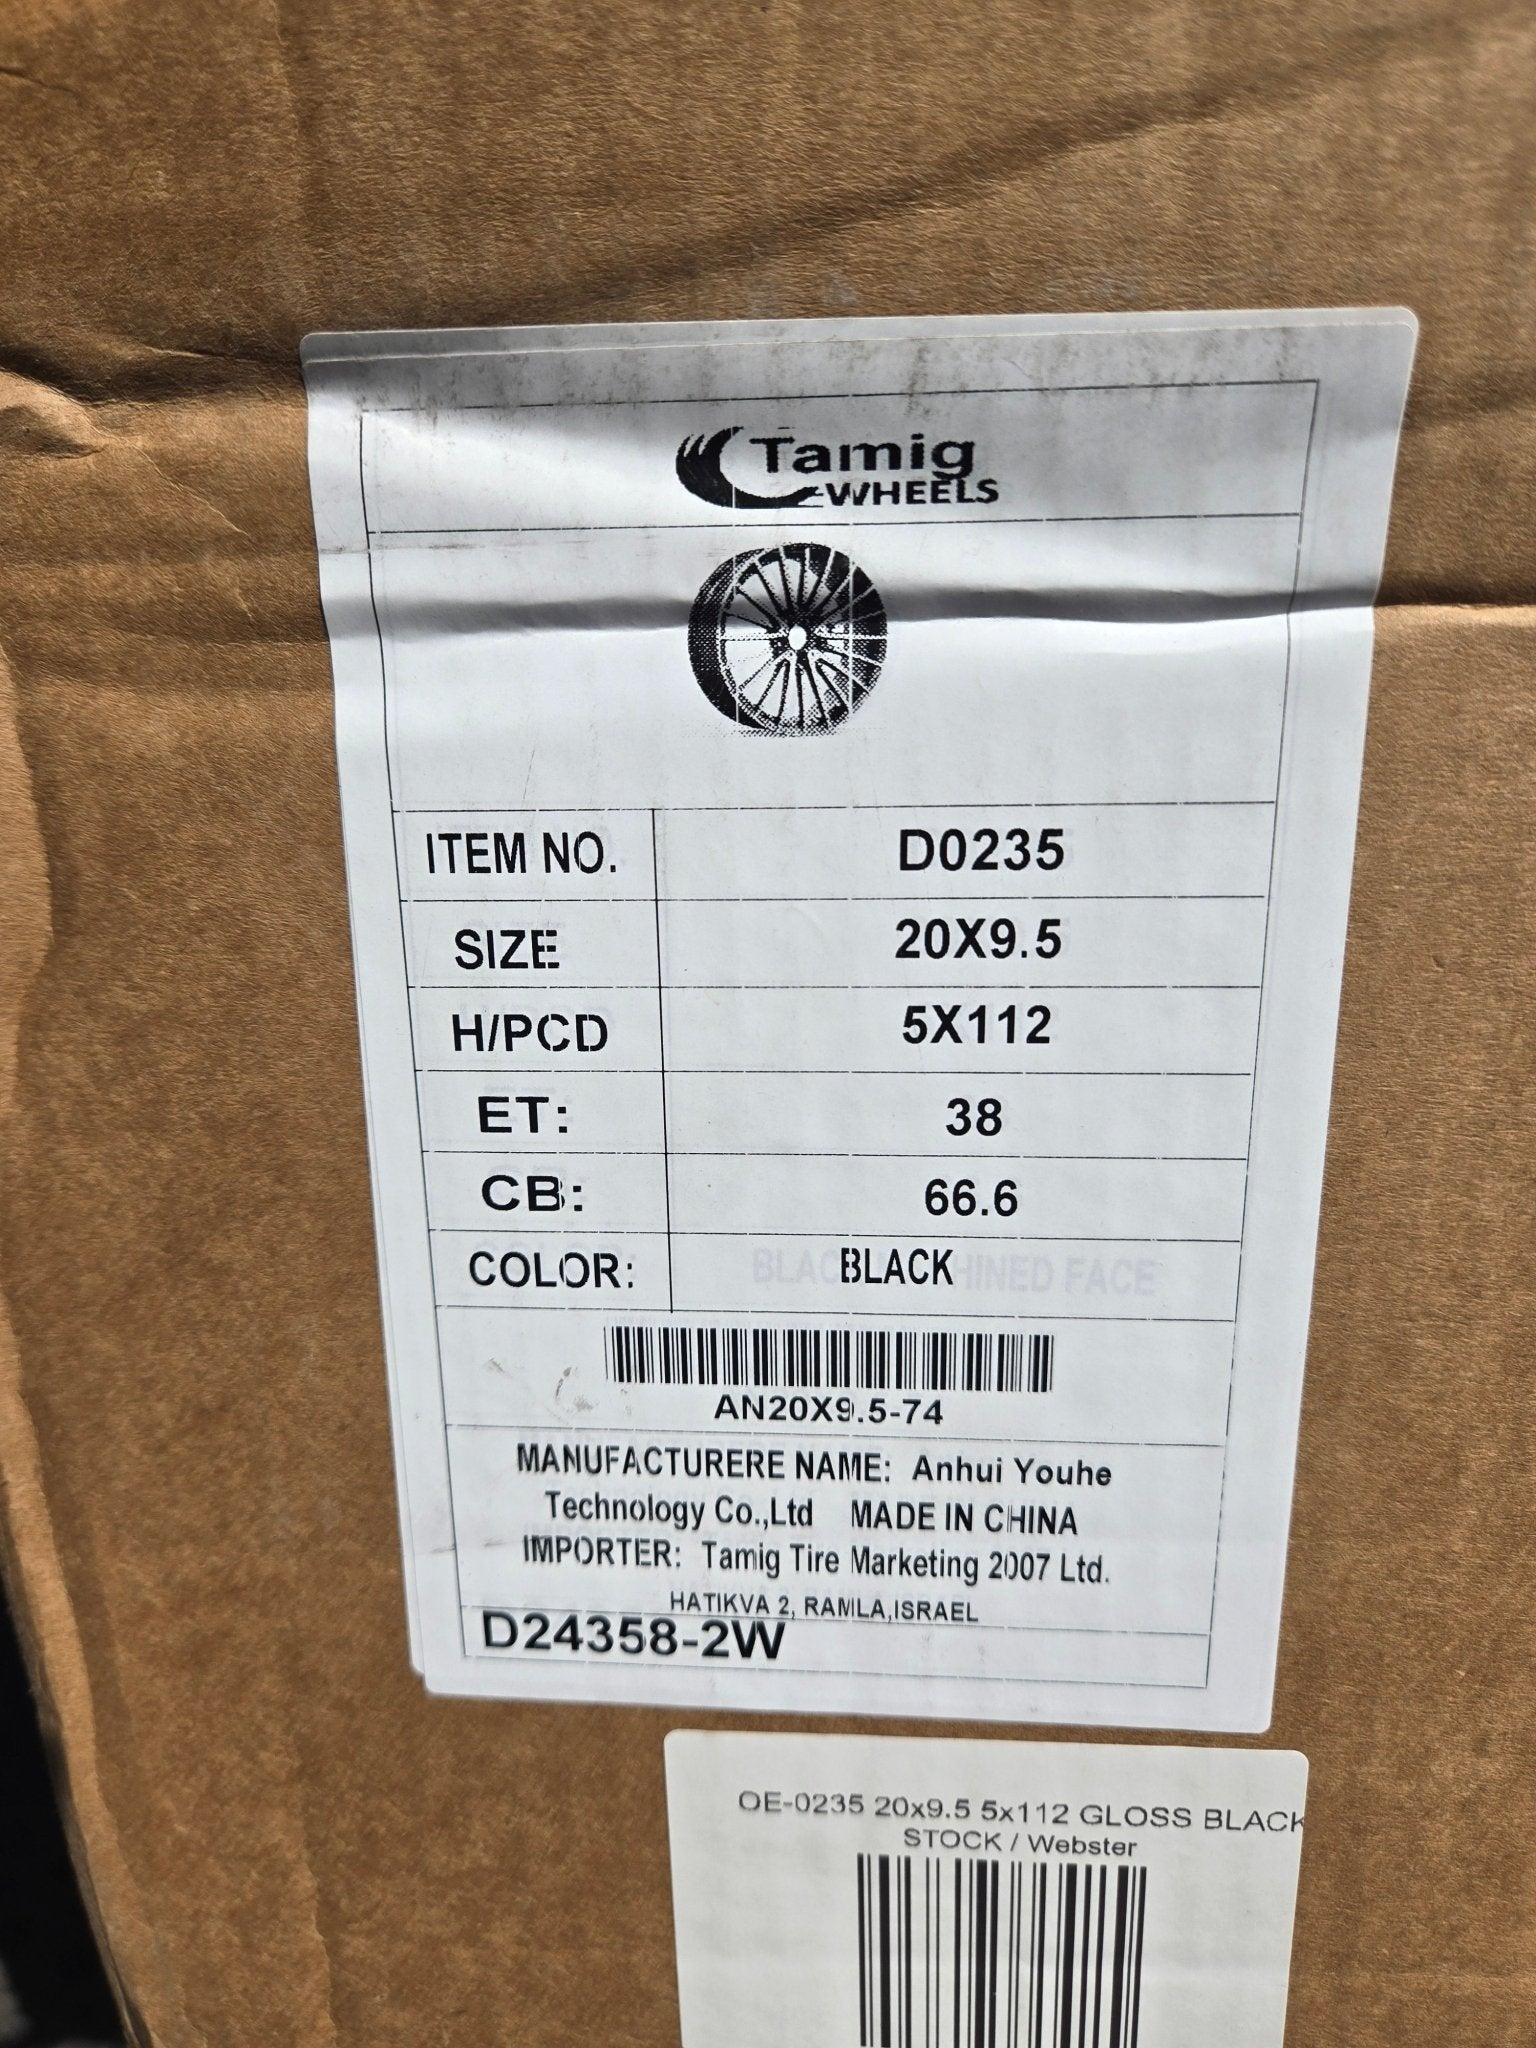 Tamig
WHEELS
ITEM NO. D0235
SIZE 20X9.5
H/PCD 5X112
ET: 38
CB: 66.6
COLOR: BLACK
AN20X9.5-74
MANUFACTURERE NAME: Anhui Youhe
Technology Co.,Ltd MADE IN CHINA
IMPORTER: Tamig Tire Marketing 2007 Ltd.
HATIKVA 2, RAMLA,ISRAEL
D24358-2W
OE-0235 20x9.5 5x112 GLOSS BLACK
STOCK / Webster